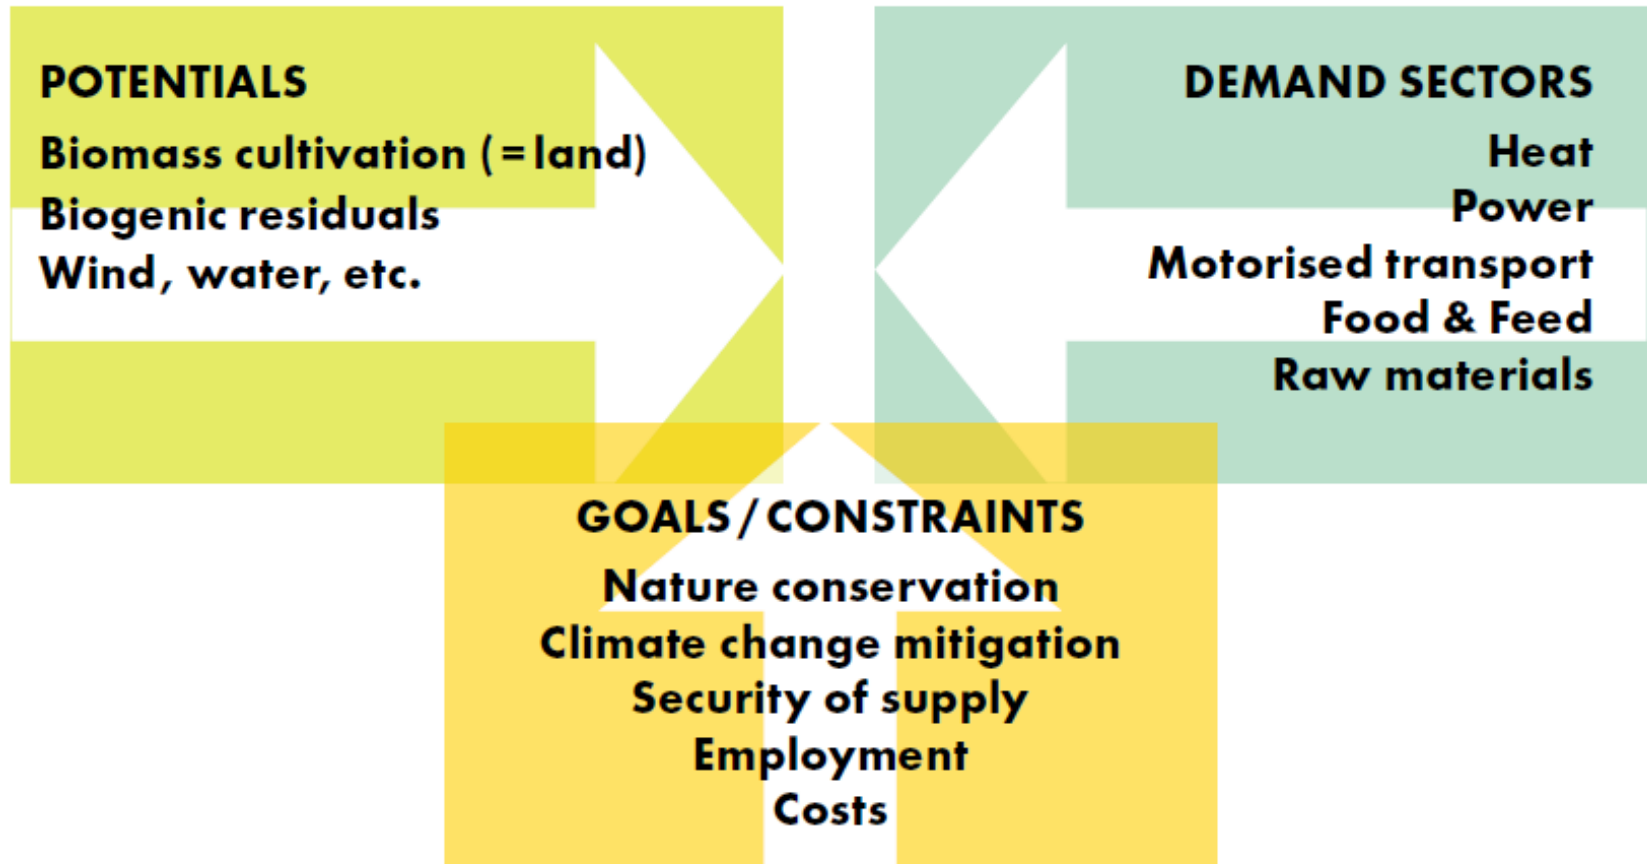 POTENTIALS
Biomass cultivation (=land)
Biogenic residuals
Wind, water, etc.
DEMAND SECTORS
Heat
Power
Motorised transport
Food & Feed
Raw materials
GOALS/CONSTRAINTS
Nature conservation
Climate change mitigation
Security of supply
Employment
Costs